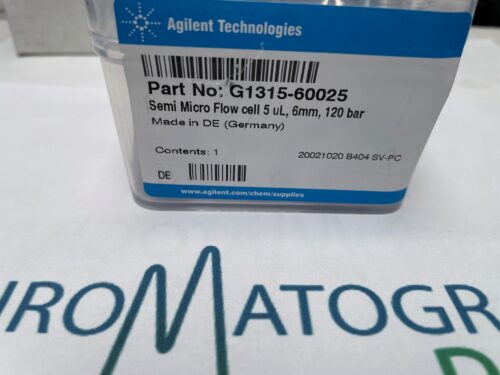 Agilent Technologies
Part No: G1315-60025
Semi Micro Flow cell 5 uL, 6mm, 120 bar
Made in DE (Germany)
Contents: 1
20021020 B404 SV-PC
DE
www.agilent.com/chem/supplies
IROMATOGR